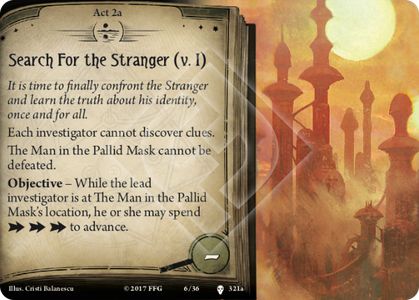 Act 2a
Search For the Stranger (v. I)
It is time to finally confront the Stranger
and learn the truth about his identity,
once and for all.
Each investigator cannot discover clues.
The Man in the Pallid Mask cannot be
defeated.
Objective – While the lead
investigator is at The Man in the Pallid
Mask's location, he or she may spend
to advance.
–
Illus. Cristi Balanescu
© 2017 FFG
6/36
321a